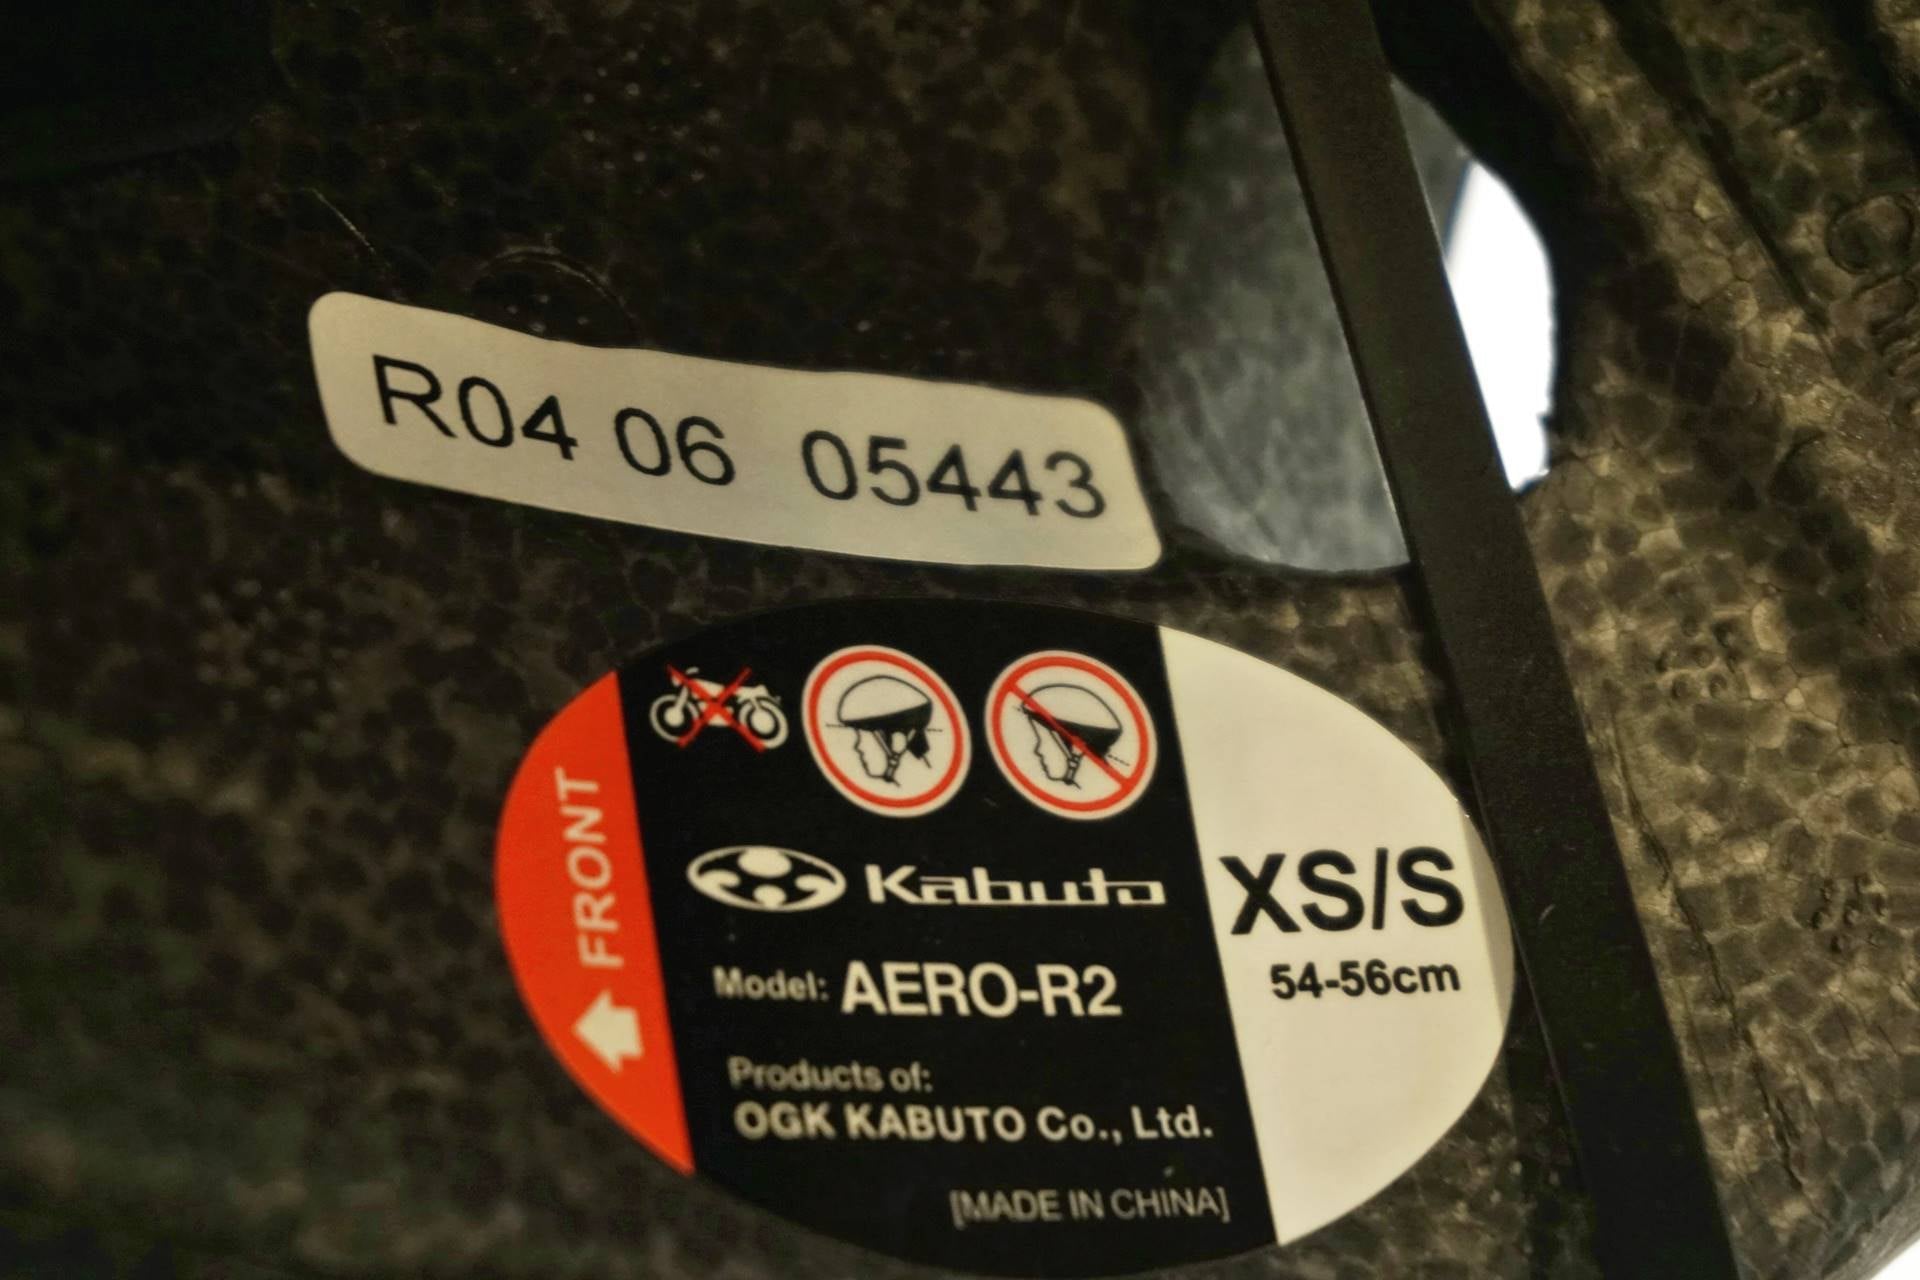 R04 06 05443
FRONT
Kabuto
Model: AERO-R2
Products of:
OGK KABUTO Co., Ltd.
[MADE IN CHINA]
XS/S
54-56cm